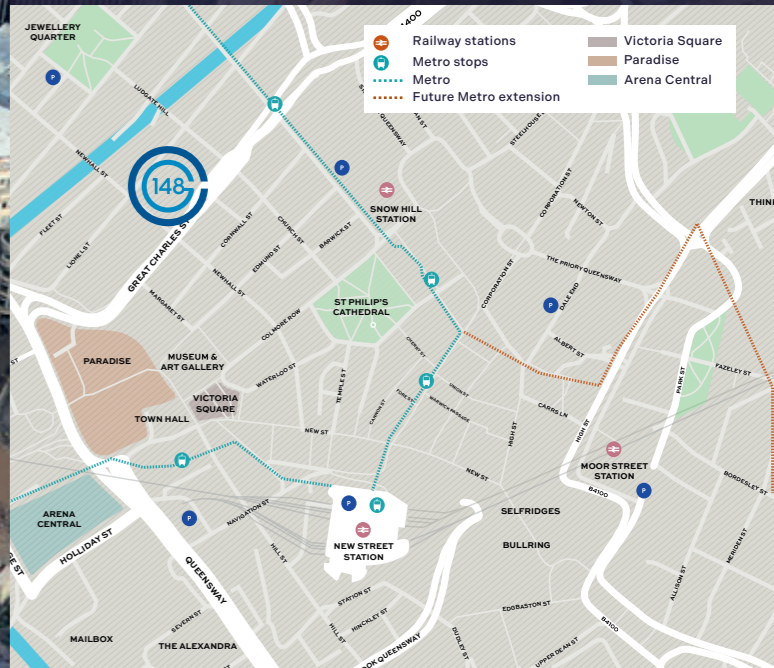 JEWELLERY
QUARTER
P
LUDGATE HILL
NEWHALL ST
FLEET ST
LIONEL ST
148
GREAT CHARLES ST
A400
Railway stations
Metro stops
Metro
Future Metro extension
Victoria Square
Paradise
Arena Central
QUEENSWAY
STEELHOUSE
P
SNOW HILL
STATION
CORPORATION ST
NEWTON ST
THE PRIORY QUEENSWAY
CORNWALL ST
CHURCH ST
BARWICK ST
EDMUND ST
NEWHALL ST
MARGARET ST
COLMORE ROW
ST PHILIP'S
CATHEDRAL
CORPORATION ST
P
DALE END
ALBERT ST
PARADISE
MUSEUM &
ART GALLERY
WATERLOO ST
TEMPLE ST
CHERRY ST
CANNON ST
FORE ST
UNION ST
WARWICK PASSAGE
CARRS LN
HIGH ST
HIGH ST
PARK ST
FAZELEY ST
VICTORIA
SQUARE
TOWN HALL
NEW ST
NEW ST
MOOR STREET
STATION
P
B4100
BORDESLEY ST
ARENA
CENTRAL
HOLLIDAY ST
P
NAVIGATION ST
P
NEW STREET
STATION
SELFRIDGES
BULLRING
MERIDEN ST
ALLISON ST
QUEENSWAY
HILL ST
STATION ST
HINCKLEY ST
HILL ST
SEVERN ST
MAILBOX
THE ALEXANDRA
DUDLEY ST
EDGBASTON ST
UPPER DEAN ST
B4100